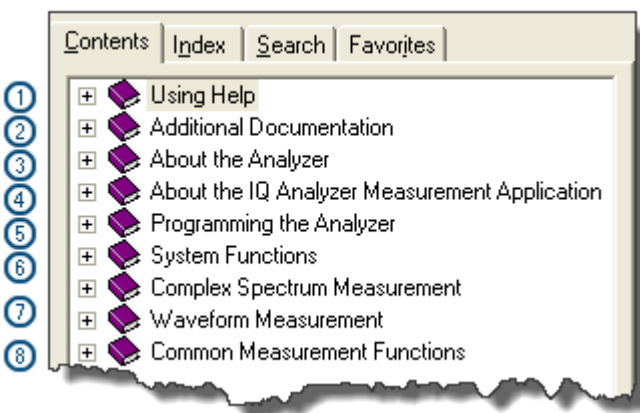 Contents Index Search Favorites
1 Using Help
2 Additional Documentation
3 About the Analyzer
4 About the IQ Analyzer Measurement Application
5 Programming the Analyzer
6 System Functions
Complex Spectrum Measurement
7 Waveform Measurement
8 Common Measurement Functions